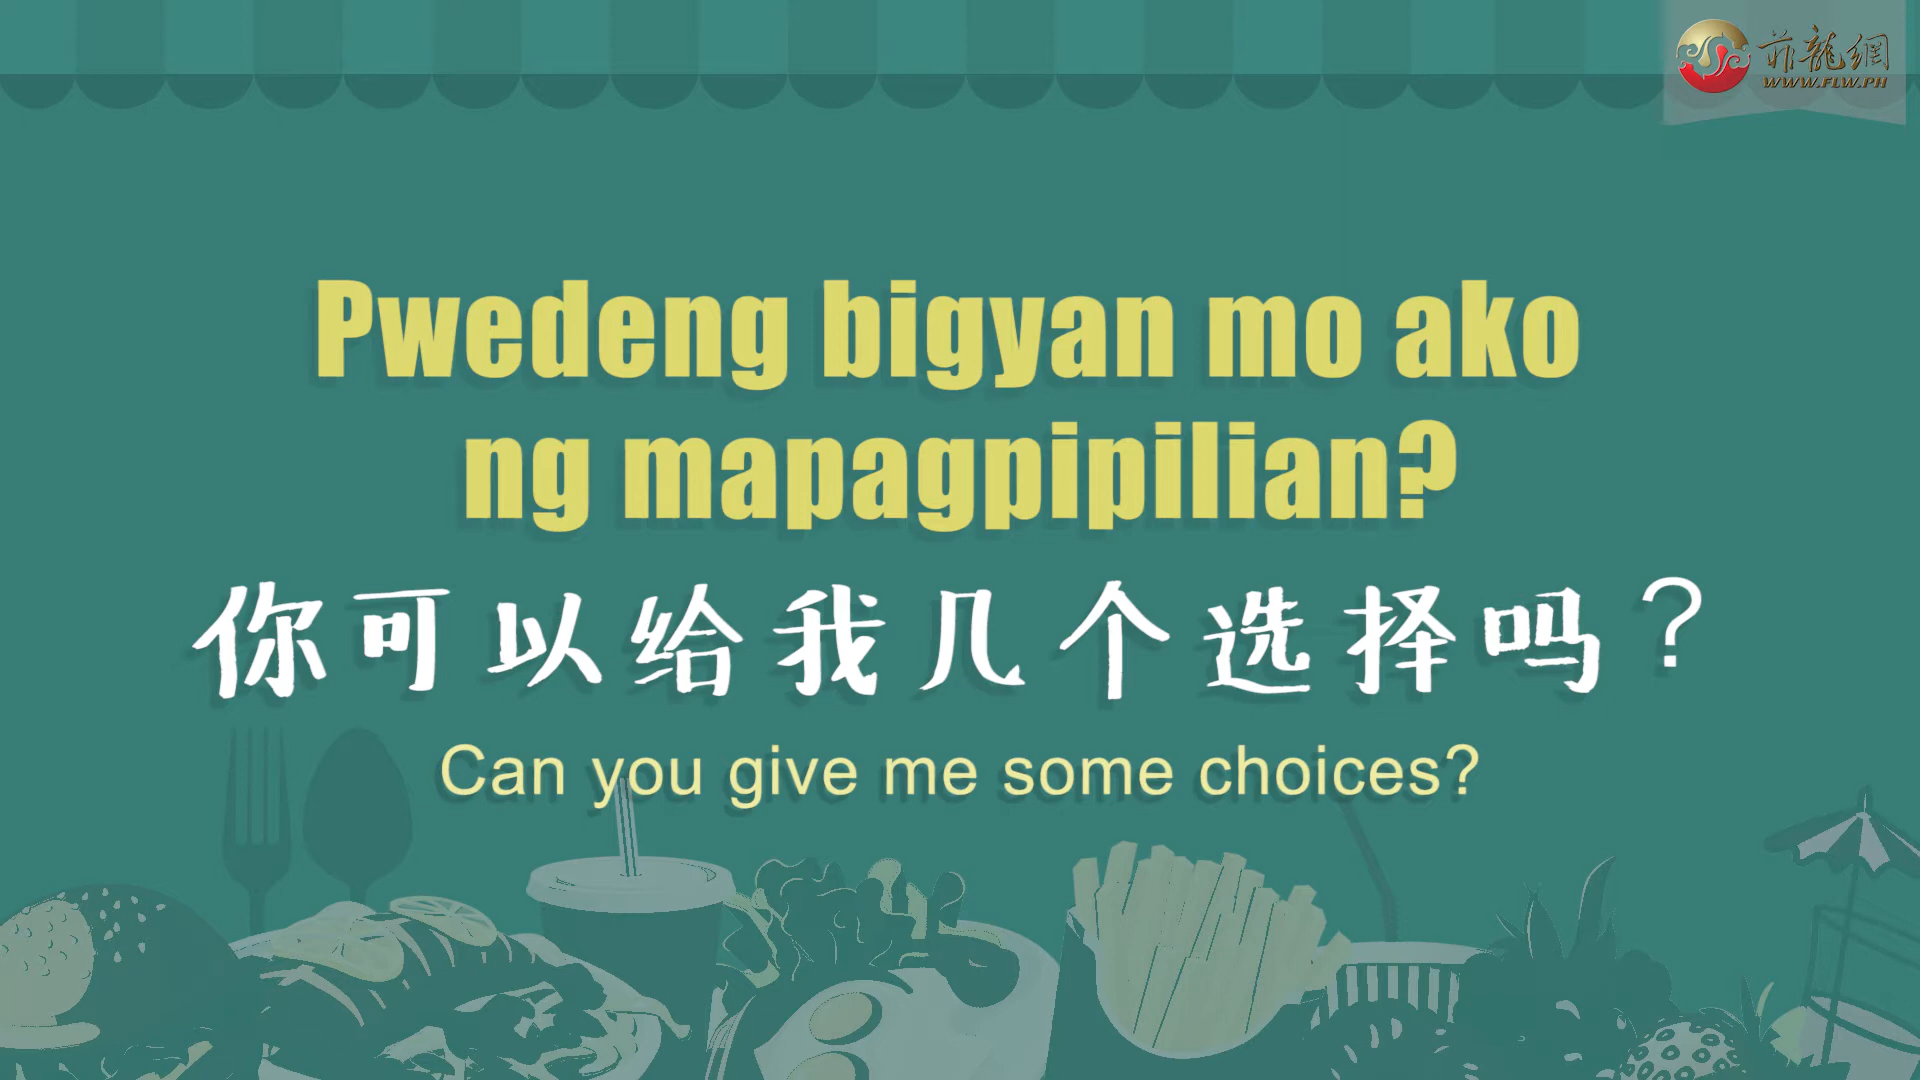 菲龍網
WWW.FLW.PH
Pwedeng bigyan mo ako
ng mapagpipilian?
你可以给我几个选择吗？
Can you give me some choices?